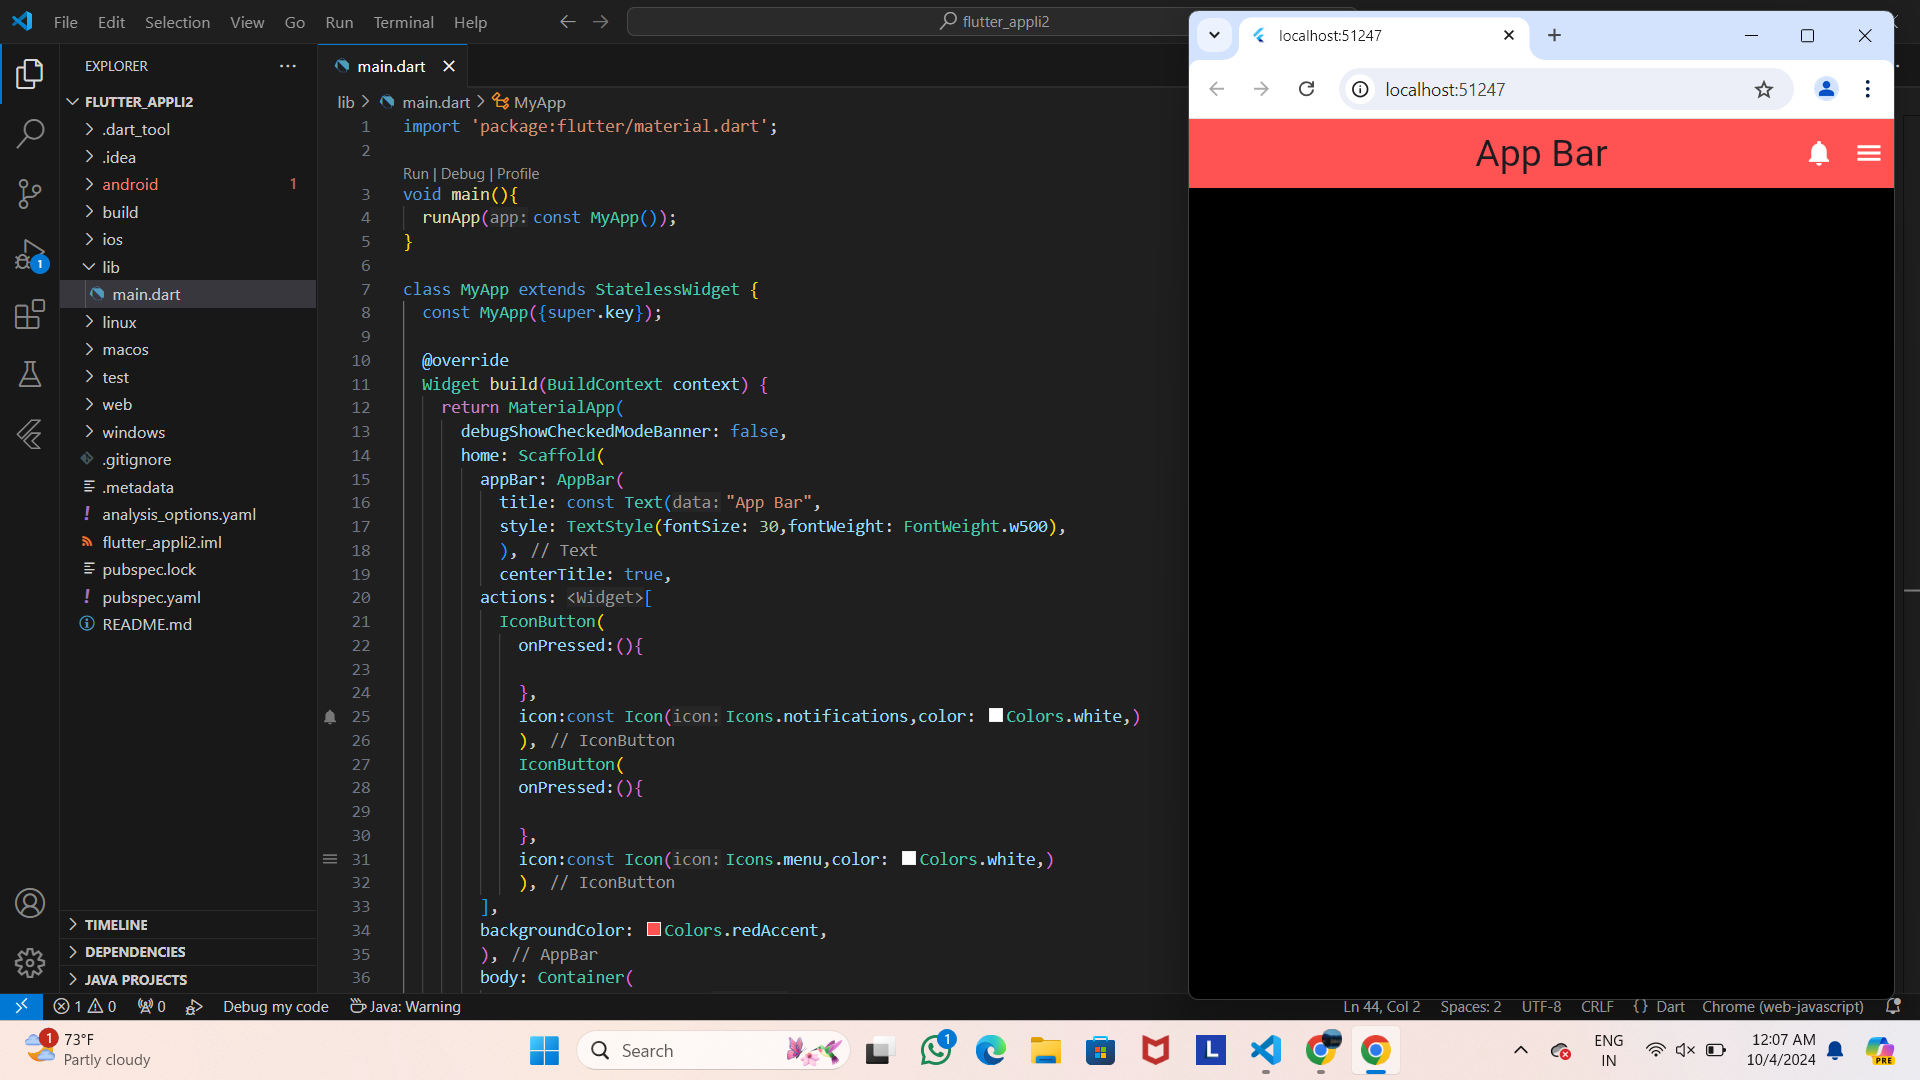 File Edit Selection View Go Run Terminal Help
flutter_appli2
EXPLORER
FLUTTER_APPLI2
.dart_tool
.idea
android 1
build
ios
lib
main.dart
linux
macos
test
web
windows
.gitignore
.metadata
analysis_options.yaml
flutter_appli2.iml
pubspec.lock
pubspec.yaml
README.md
TIMELINE
DEPENDENCIES
JAVA PROJECTS
1
main.dart
lib > main.dart > MyApp
1 import 'package:flutter/material.dart';
2
Run | Debug | Profile
3 void main(){
4 runApp(app: const MyApp());
5 }
6
7 class MyApp extends StatelessWidget {
8 const MyApp({super.key});
9
10 @override
11 Widget build(BuildContext context) {
12 return MaterialApp(
13 debugShowCheckedModeBanner: false,
14 home: Scaffold(
15 appBar: AppBar(
16 title: const Text(data: "App Bar",
17 style: TextStyle(fontSize: 30,fontWeight: FontWeight.w500),
18 ), // Text
19 centerTitle: true,
20 actions: <Widget>[
21 IconButton(
22 onPressed:(){
23
24 },
25 icon:const Icon(icon: Icons.notifications,color: Colors.white,)
26 ), // IconButton
27 IconButton(
28 onPressed:(){
29
30 },
31 icon:const Icon(icon: Icons.menu,color: Colors.white,)
32 ), // IconButton
33 ],
34 backgroundColor: Colors.redAccent,
35 ), // AppBar
36 body: Container(
localhost:51247
localhost:51247
App Bar
1 0 0 Debug my code Java: Warning
Ln 44, Col 2 Spaces: 2 UTF-8 CRLF {} Dart Chrome (web-javascript)
1
73°F
Partly cloudy
Search
1
L
ENG
IN
12:07 AM
10/4/2024
PRE